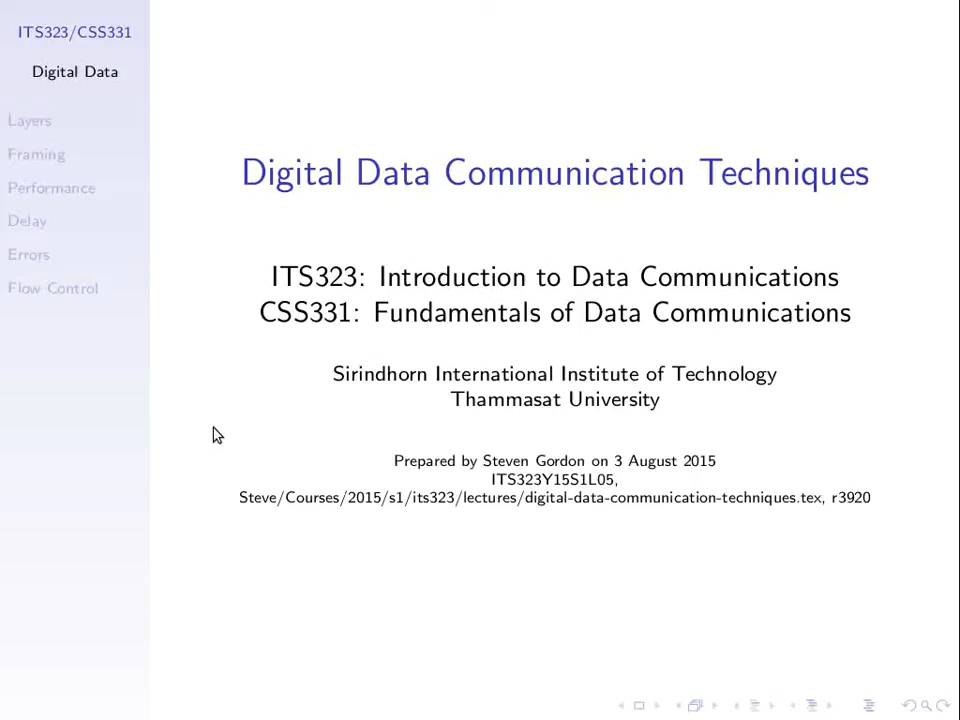 ITS323/CSS331
Digital Data
Layers
Framing
Performance
Delay
Errors
Flow Control
Digital Data Communication Techniques
ITS323: Introduction to Data Communications
CSS331: Fundamentals of Data Communications
Sirindhorn International Institute of Technology
Thammasat University
Prepared by Steven Gordon on 3 August 2015
ITS323Y15S1L05,
Steve/Courses/2015/s1/its323/lectures/digital-data-communication-techniques.tex, r3920